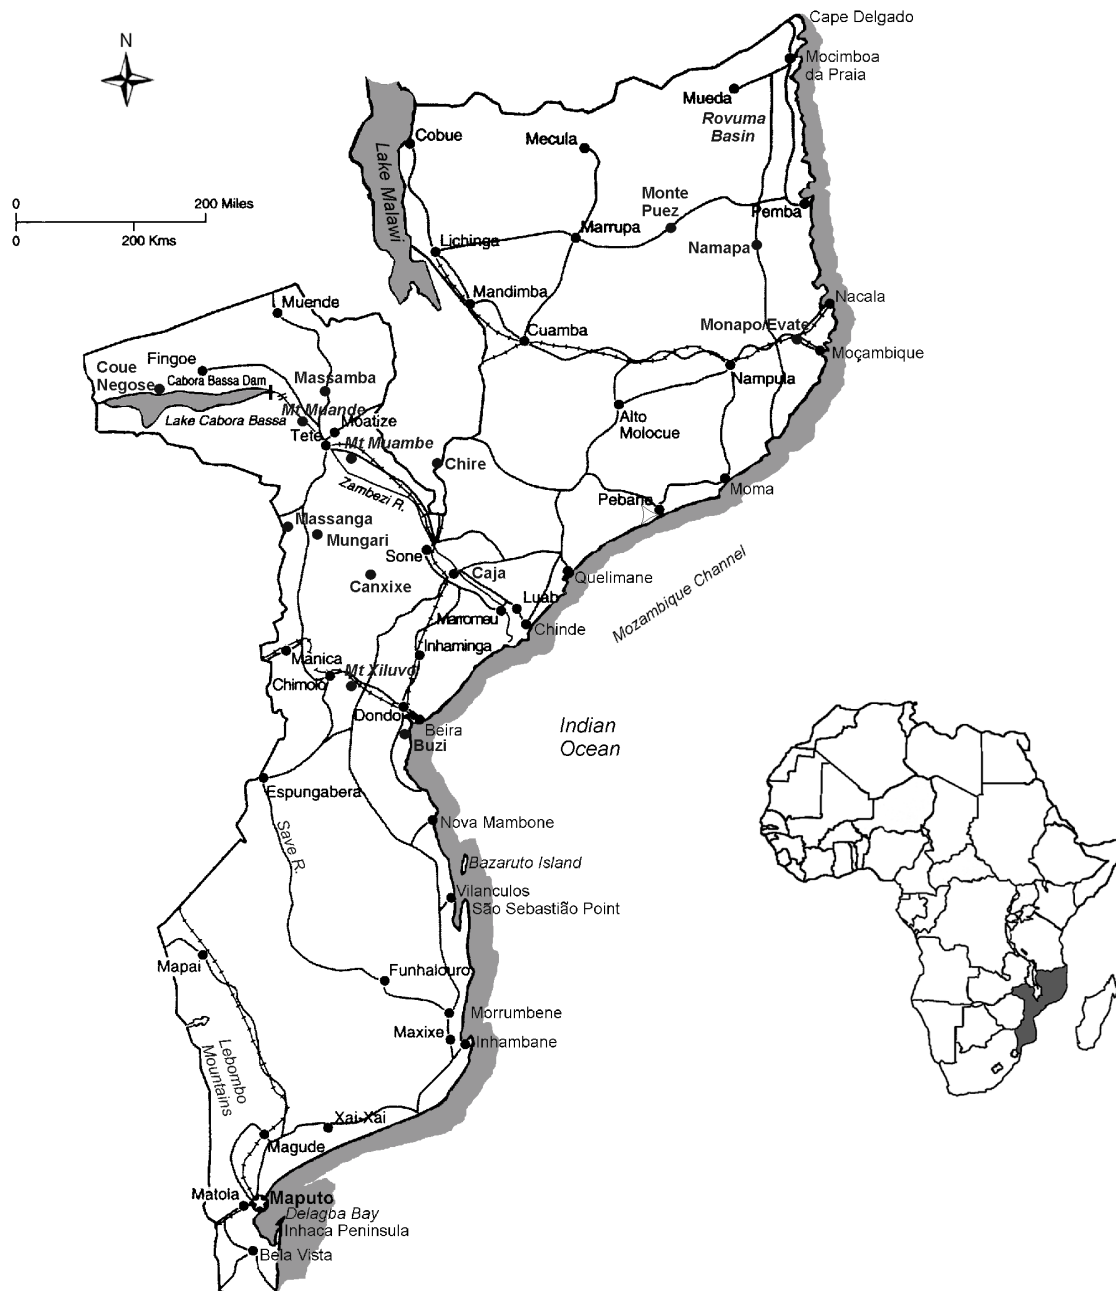 Cape Delgado
N
Mocimboa
da Praia
Mueda
Rovuma
Basin
Cobue
Mecula
Lake Malawi
0 200 Miles
0 200 Kms
Monte
Puez
Pemba
Marrupa
Lichinga
Namapa
Mandimba
Nacala
Muende
Cuamba
Monapo/Evate
Moçambique
Fingoe
Coue
Negose
Cabora Bassa Dam
Massamba
Nampula
Lake Cabora Bassa
Mt Muande
Moatize
Alto
Molocue
Tete
Mt Muambe
Chire
Zambezi R.
Moma
Pebane
Massanga
Mungari
Sone
Canxixe
Caja
Quelimane
Mozambique Channel
Luab
Marromeu
Chinde
Inhaminga
Manica
Mt Xiluvo
Chimoio
Dondo
Beira
Buzi
Indian
Ocean
Espungabera
Nova Mambone
Save R.
Bazaruto Island
Vilanculos
São Sebastião Point
Mapai
Funhalouro
Morrumbene
Maxixe
Inhambane
Lebombo
Mountains
Xai-Xai
Magude
Matola
Maputo
Delagba Bay
Inhaca Peninsula
Bela Vista